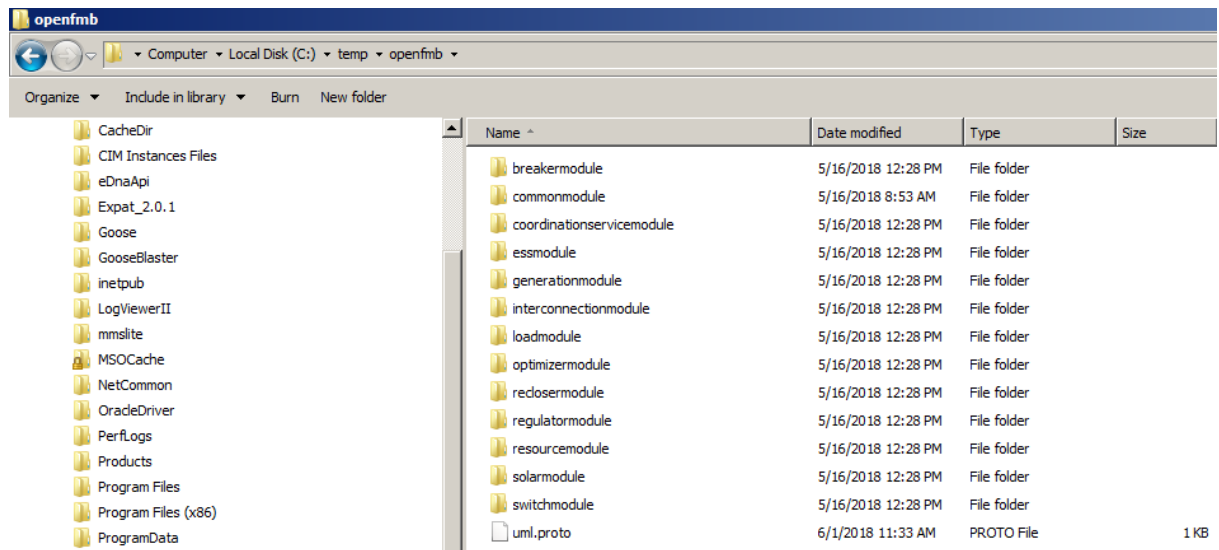 openfmb
Computer Local Disk (C:) temp openfmb
Organize Include in library Burn New folder
CacheDir
CIM Instances Files
eDnaApi
Expat_2.0.1
Goose
GooseBlaster
inetpub
LogViewerII
mmslite
MSOCache
NetCommon
OracleDriver
PerfLogs
Products
Program Files
Program Files (x86)
ProgramData
Name Date modified Type Size
breakermodule 5/16/2018 12:28 PM File folder
commonmodule 5/16/2018 8:53 AM File folder
coordinationservicemodule 5/16/2018 12:28 PM File folder
essmodule 5/16/2018 12:28 PM File folder
generationmodule 5/16/2018 12:28 PM File folder
interconnectionmodule 5/16/2018 12:28 PM File folder
loadmodule 5/16/2018 12:28 PM File folder
optimizermodule 5/16/2018 12:28 PM File folder
reclosermodule 5/16/2018 12:28 PM File folder
regulatormodule 5/16/2018 12:28 PM File folder
resourcemodule 5/16/2018 12:28 PM File folder
solarmodule 5/16/2018 12:28 PM File folder
switchmodule 5/16/2018 12:28 PM File folder
uml.proto 6/1/2018 11:33 AM PROTO File 1 KB